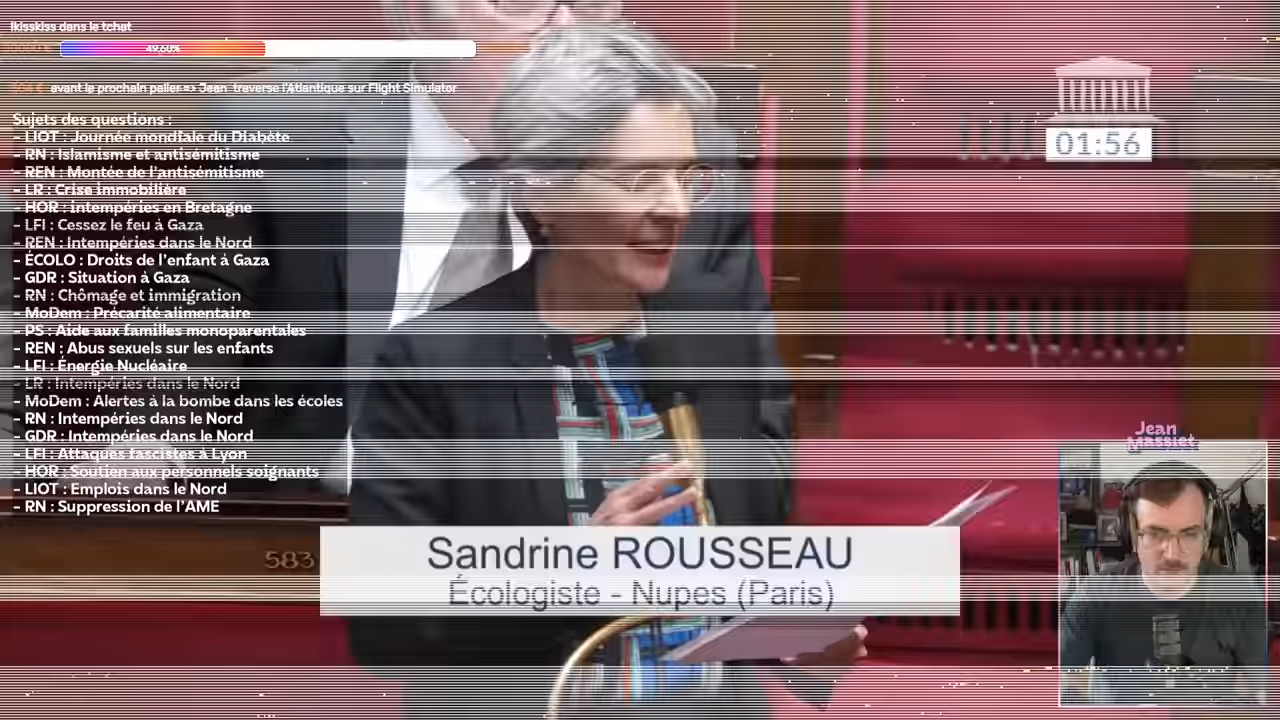 lkisskiss dans le tchat
49,60%
avant le prochain palier => Jean traverse l'Atlantique sur Flight Simulator
Sujets des questions :
- LIOT : Journée mondiale du Diabète
- RN : Islamisme et antisémitisme
- REN : Montée de l'antisémitisme
- LR : Crise immobilière
- HOR : intempéries en Bretagne
- LFI : Cessez le feu à Gaza
- REN : Intempéries dans le Nord
- ÉCOLO : Droits de l'enfant à Gaza
- GDR : Situation à Gaza
- RN : Chômage et immigration
- MoDem : Précarité alimentaire
- PS : Aide aux familles monoparentales
- REN : Abus sexuels sur les enfants
- LFI : Énergie Nucléaire
- LR : Intempéries dans le Nord
- MoDem : Alertes à la bombe dans les écoles
- RN : Intempéries dans le Nord
- GDR : Intempéries dans le Nord
- LFI : Attaques fascistes à Lyon
- HOR : Soutien aux personnels soignants
- LIOT : Emplois dans le Nord
- RN : Suppression de l'AME
01:56
Jean
Massiet
583
Sandrine ROUSSEAU
Écologiste - Nupes (Paris)